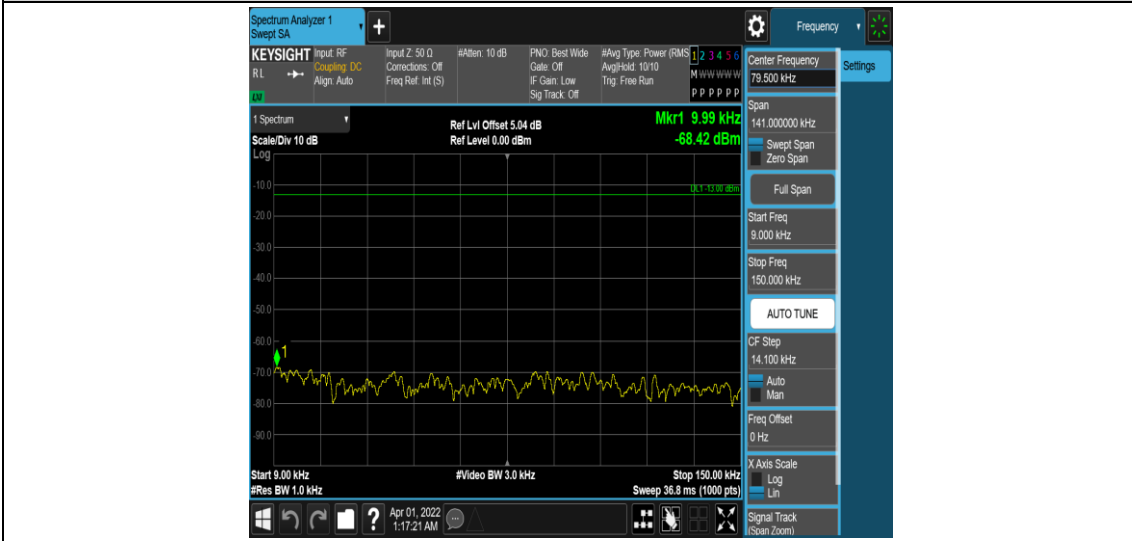 Spectrum Analyzer 1
Swept SA
+
Frequency
KEYSIGHT
RL
Input: RF
Coupling: DC
Align: Auto
Input Z: 50 Ω
Corrections: Off
Freq Ref: Int (S)
#Atten: 10 dB
PNO: Best Wide
Gate: Off
IF Gain: Low
Sig Track: Off
#Avg Type: Power (RMS
Avg|Hold: 10/10
Trig: Free Run
1 2 3 4 5 6
M W W W W W
P P P P P P
1 Spectrum
Scale/Div 10 dB
Log
Ref Lvl Offset 5.04 dB
Ref Level 0.00 dBm
Mkr1 9.99 kHz
-68.42 dBm
DL1 -13.00 dBm
-10.0
-20.0
-30.0
-40.0
-50.0
-60.0
1
-70.0
-80.0
-90.0
Start 9.00 kHz
#Res BW 1.0 kHz
#Video BW 3.0 kHz
Stop 150.00 kHz
Sweep 36.8 ms (1000 pts)
?
Apr 01, 2022
1:17:21 AM
Center Frequency
79.500 kHz
Settings
Span
141.000000 kHz
Swept Span
Zero Span
Full Span
Start Freq
9.000 kHz
Stop Freq
150.000 kHz
AUTO TUNE
CF Step
14.100 kHz
Auto
Man
Freq Offset
0 Hz
X Axis Scale
Log
Lin
Signal Track
(Span Zoom)